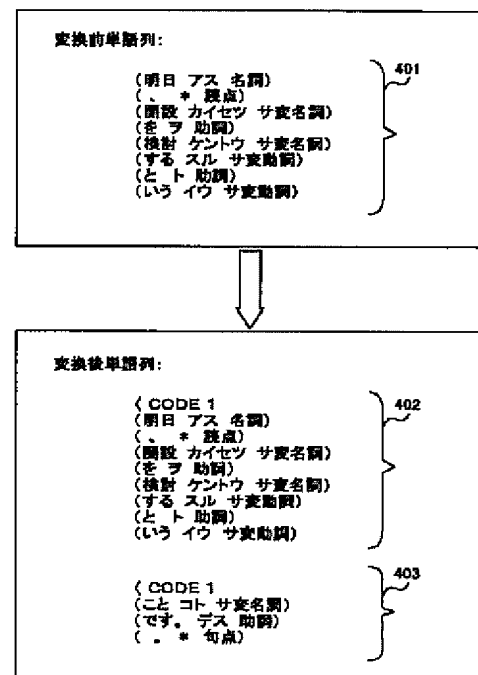 変換前単語列:
401
(明日 アス 名詞)
(、 * 読点)
(開設 カイセツ サ変名詞)
(を ヲ 助詞)
(検討 ケントウ サ変名詞)
(する スル サ変動詞)
(と ト 助詞)
(いう イウ サ変動詞)
変換後単語列:
402
( CODE 1
(明日 アス 名詞)
(、 * 読点)
(開設 カイセツ サ変名詞)
(を ヲ 助詞)
(検討 ケントウ サ変名詞)
(する スル サ変動詞)
(と ト 助詞)
(いう イウ サ変動詞)
403
( CODE 1
(こと コト サ変名詞)
(です。 デス 助詞)
(。 * 句点)